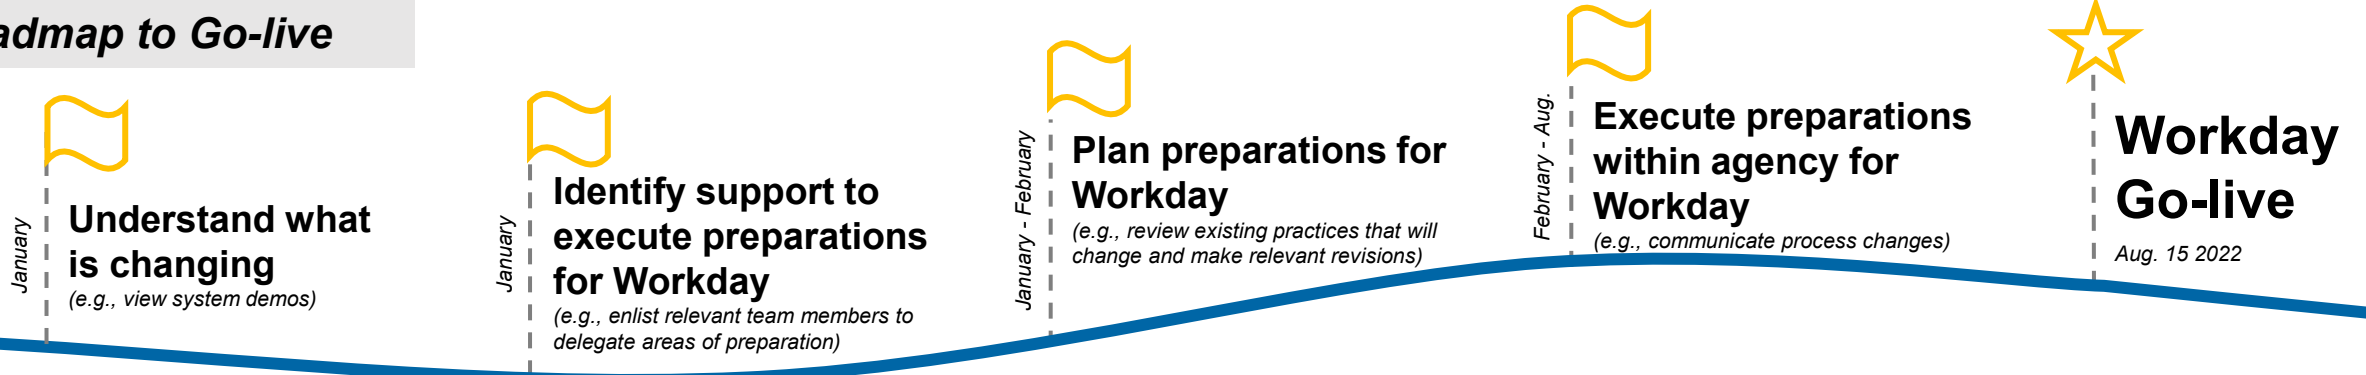 admap to Go-live
January
Understand what
is changing
(e.g., view system demos)
January
Identify support to
execute preparations
for Workday
(e.g., enlist relevant team members to
delegate areas of preparation)
January - February
Plan preparations for
Workday
(e.g., review existing practices that will
change and make relevant revisions)
February - Aug.
Execute preparations
within agency for
Workday
(e.g., communicate process changes)
Workday
Go-live
Aug. 15 2022